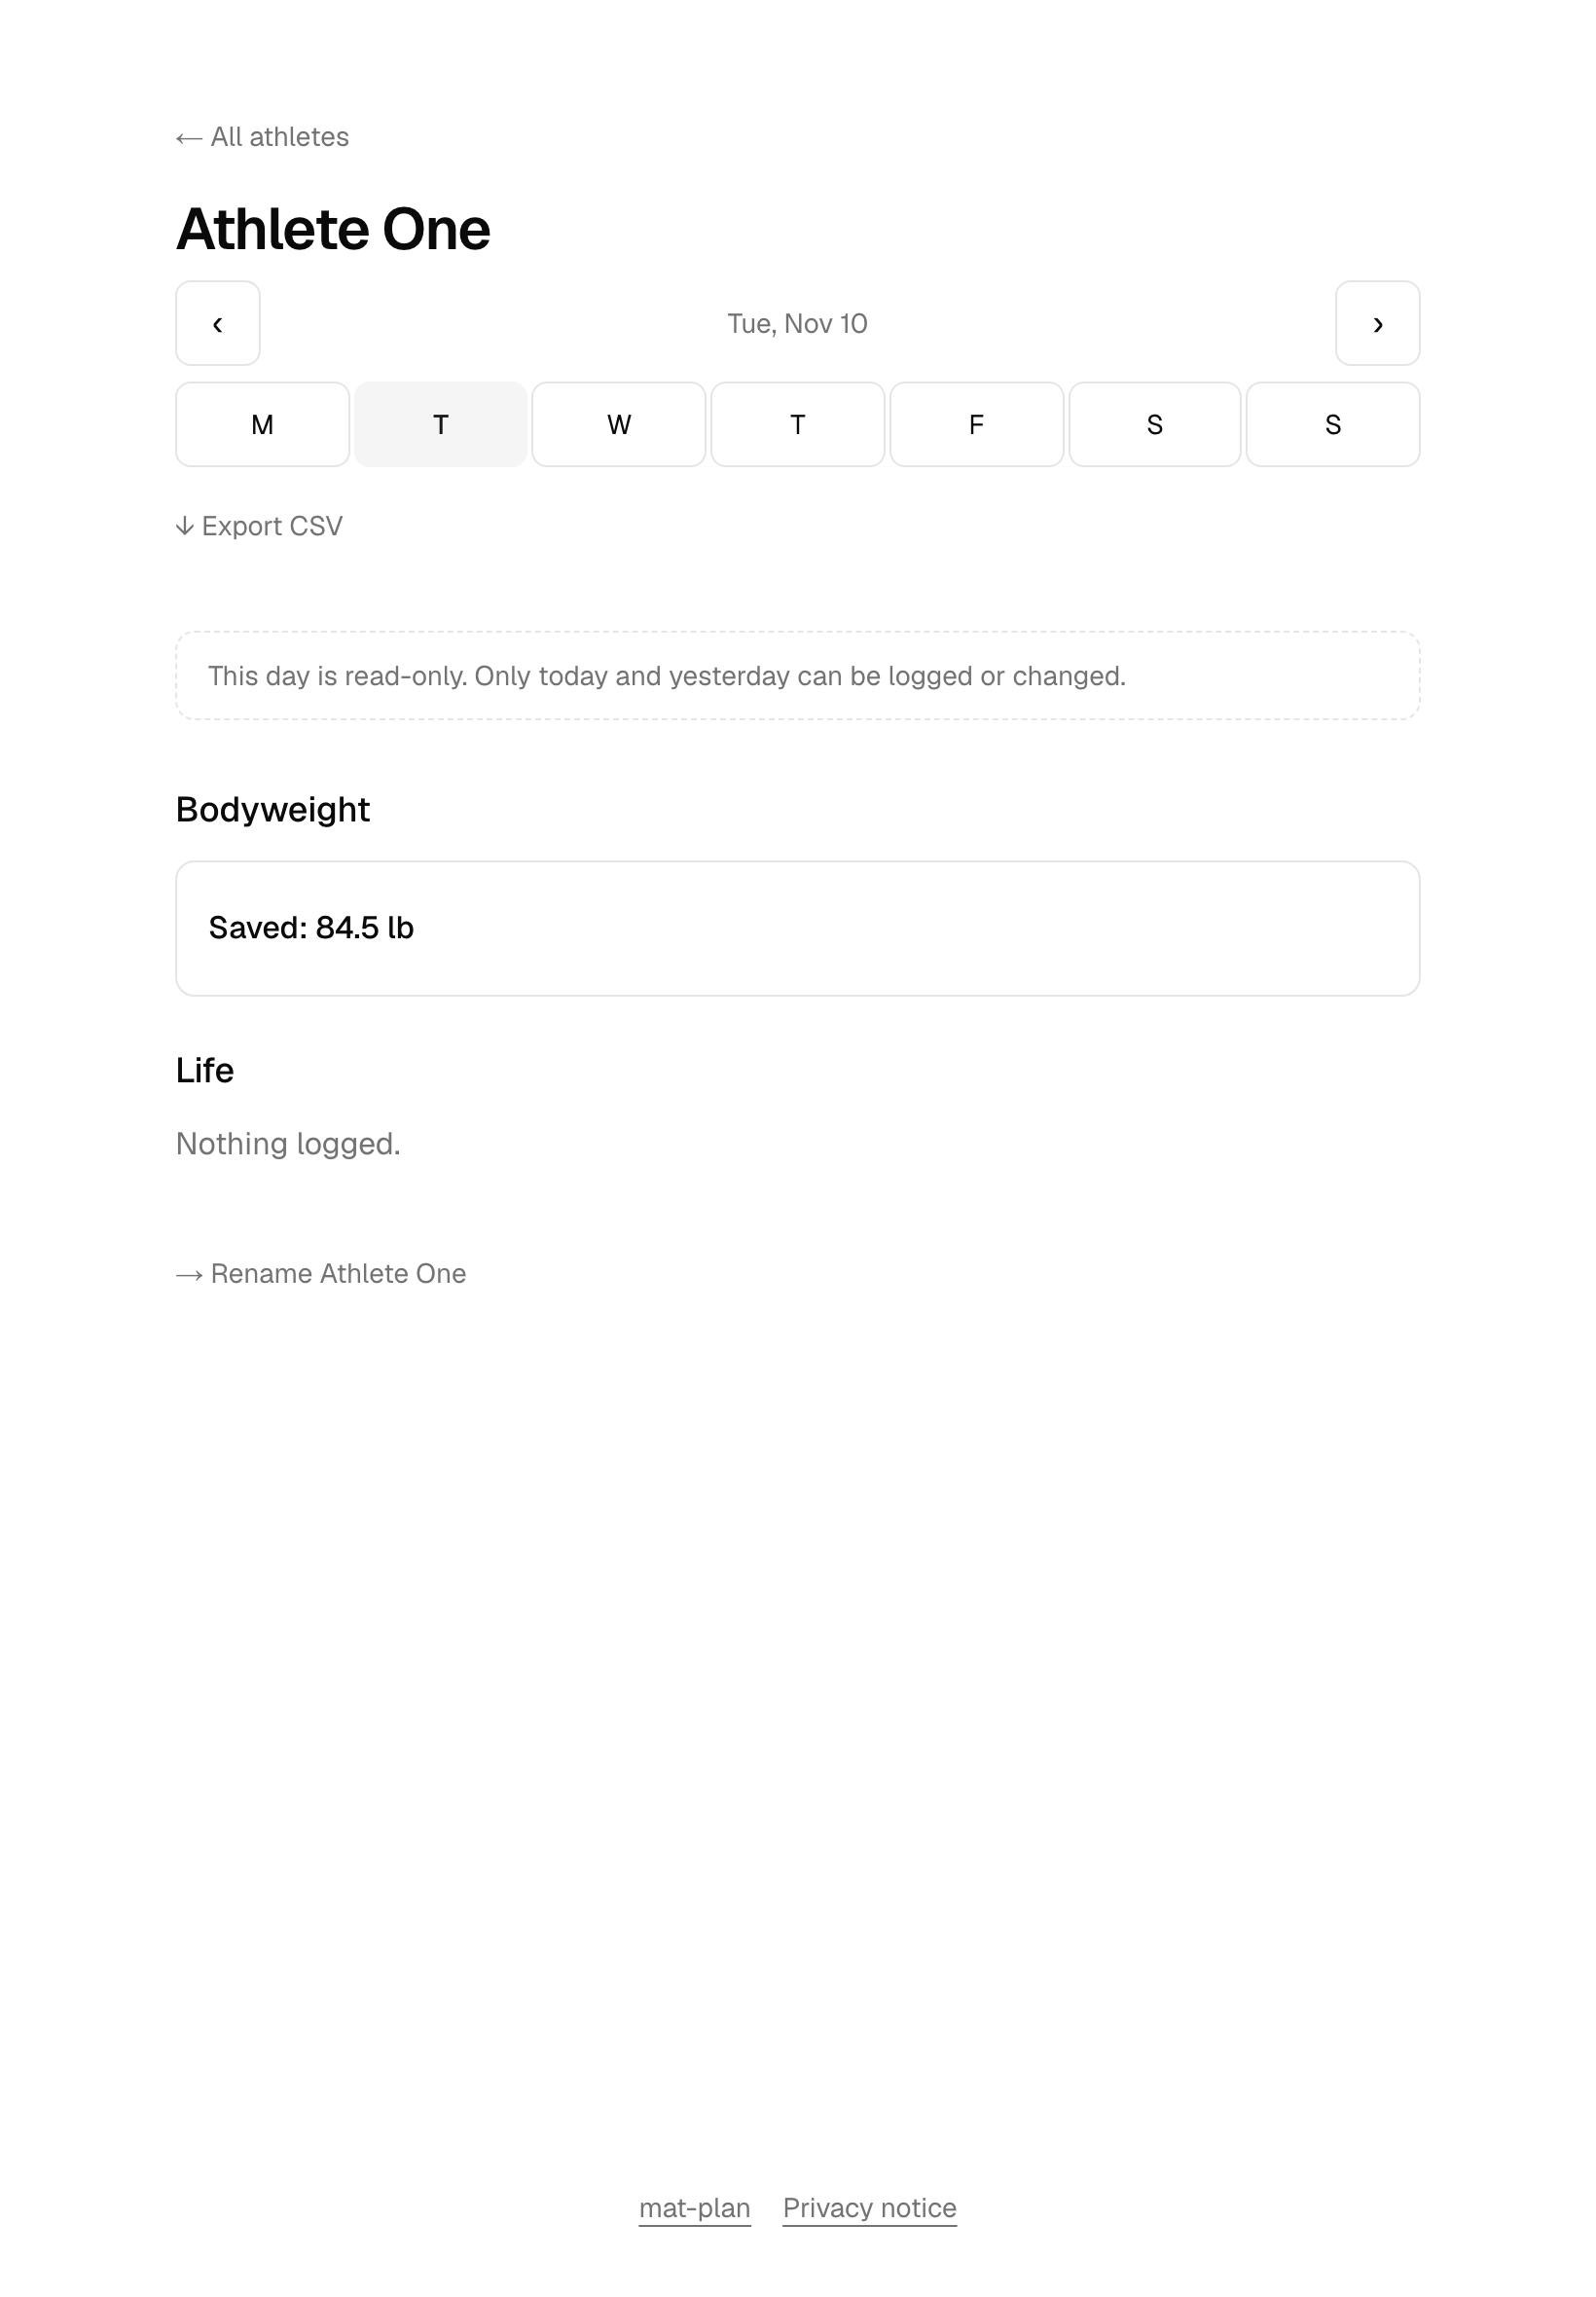 ← All athletes
Athlete One
‹ Tue, Nov 10 ›
M T W T F S S
↓ Export CSV
This day is read-only. Only today and yesterday can be logged or changed.
Bodyweight
Saved: 84.5 lb
Life
Nothing logged.
→ Rename Athlete One
mat-plan Privacy notice